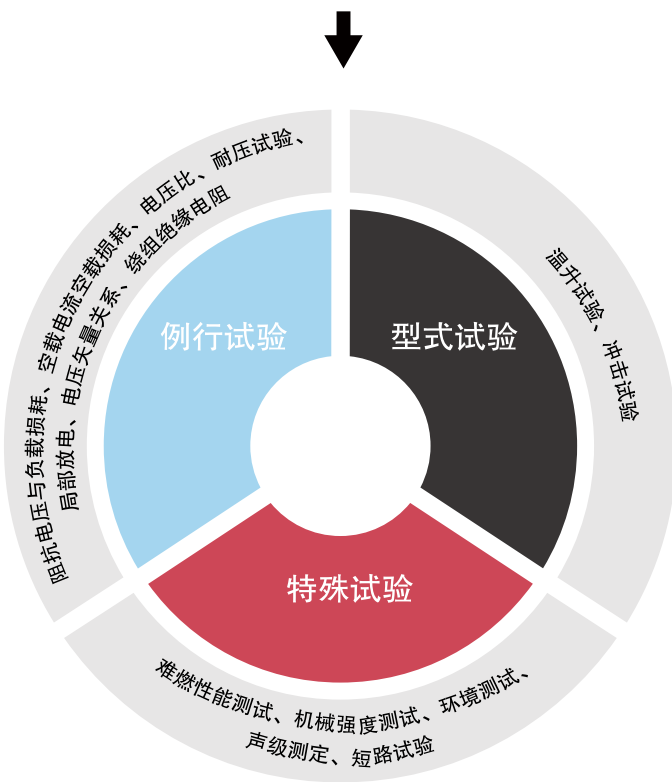 例行试验
阻抗电压与负载损耗、空载电流空载损耗、电压比、耐压试验、
局部放电、电压矢量关系、绕组绝缘电阻
型式试验
温升试验、冲击试验
特殊试验
难燃性能测试、机械强度测试、环境测试、
声级测定、短路试验